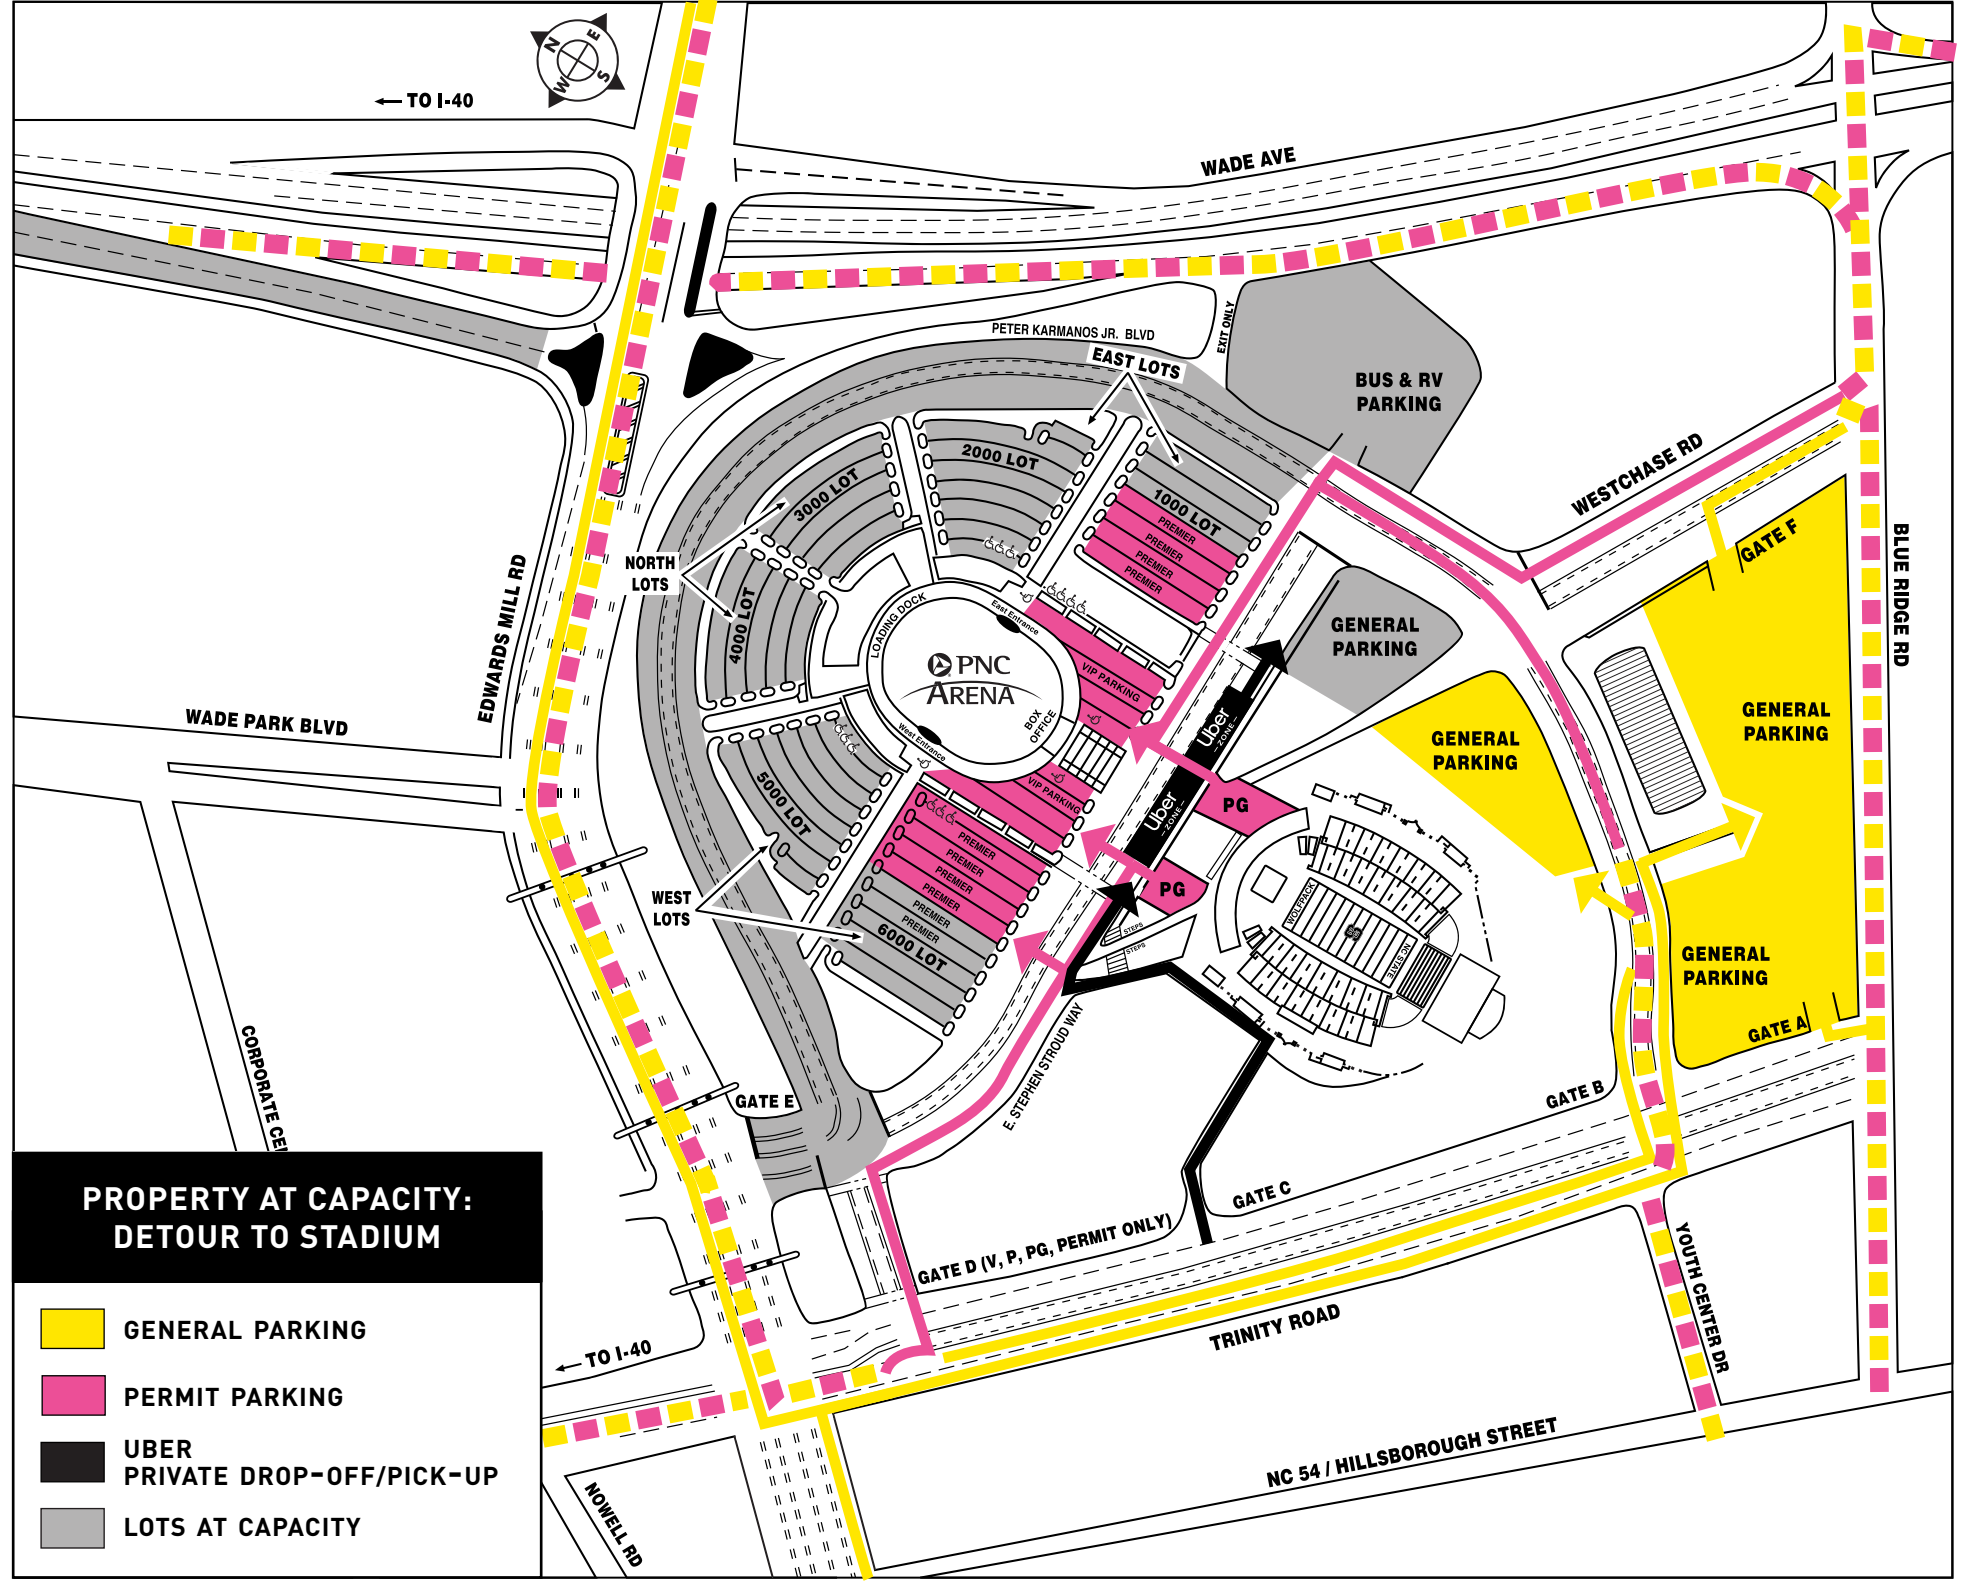 N
E
S
W
← TO I-40
WADE AVE
PETER KARMANOS JR. BLVD
EXIT ONLY
EAST LOTS
BUS & RV
PARKING
2000 LOT
3000 LOT
1000 LOT
PREMIER
PREMIER
PREMIER
PREMIER
WESTCHASE RD
GATE F
BLUE RIDGE RD
NORTH
LOTS
4000 LOT
EDWARDS MILL RD
LOADING DOCK
East Entrance
GENERAL
PARKING
PNC
ARENA
VIP PARKING
BOX
OFFICE
West Entrance
WADE PARK BLVD
Uber
ZONE
GENERAL
PARKING
GENERAL
PARKING
5000 LOT
VIP PARKING
Uber
ZONE
PG
PG
PREMIER
PREMIER
PREMIER
PREMIER
PREMIER
6000 LOT
WEST
LOTS
STEPS
STEPS
WOLFPACK
NC STATE
GENERAL
PARKING
GATE A
CORPORATE CE
E. STEPHEN STROUD WAY
GATE E
GATE B
GATE C
GATE D (V, P, PG, PERMIT ONLY)
YOUTH CENTER DR
TRINITY ROAD
← TO I-40
NC 54 / HILLSBOROUGH STREET
NOWELL RD
PROPERTY AT CAPACITY:
DETOUR TO STADIUM
GENERAL PARKING
PERMIT PARKING
UBER
PRIVATE DROP-OFF/PICK-UP
LOTS AT CAPACITY